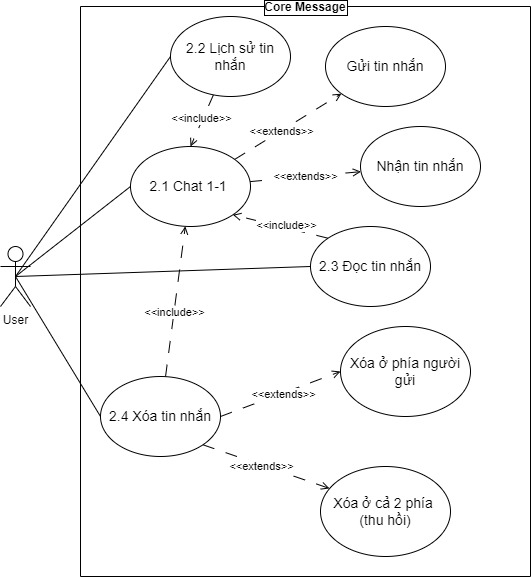 Core Message
2.2 Lịch sử tin
nhắn
Gửi tin nhắn
<<include>>
<<extends>>
Nhận tin nhắn
2.1 Chat 1-1
<<extends>>
<<include>>
2.3 Đọc tin nhắn
User
<<include>>
Xóa ở phía người
gửi
<<extends>>
2.4 Xóa tin nhắn
<<extends>>
Xóa ở cả 2 phía
(thu hồi)